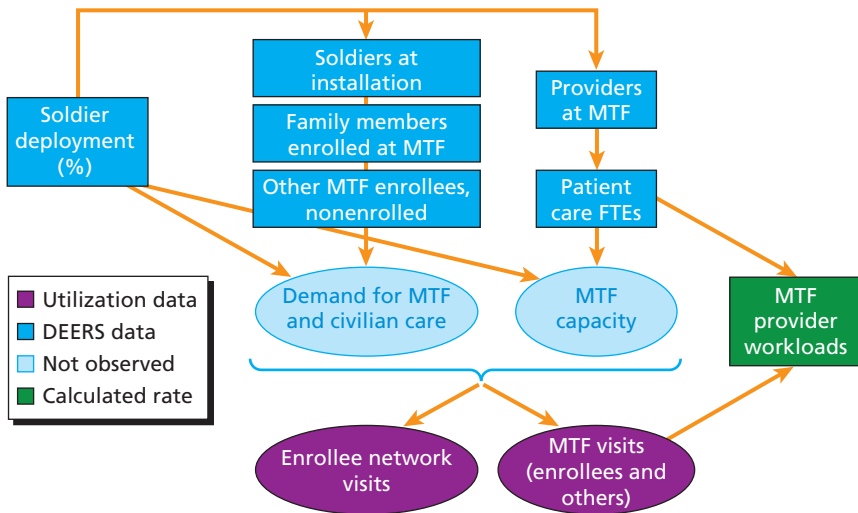 Soldiers at
installation
Providers
at MTF
Soldier
deployment
(%)
Family members
enrolled at MTF
Other MTF enrollees,
nonenrolled
Patient
care FTEs
Utilization data
DEERS data
Not observed
Calculated rate
Demand for MTF
and civilian care
MTF
capacity
MTF
provider
workloads
Enrollee network
visits
MTF visits
(enrollees and
others)